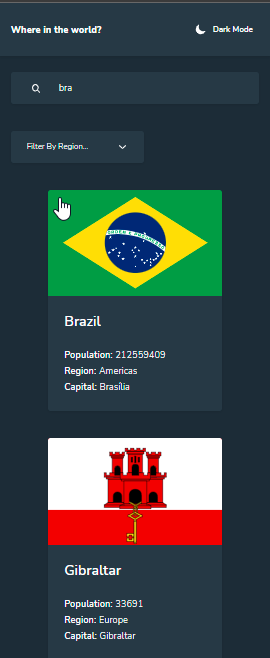 Where in the world?
Dark Mode
bra
Filter By Region...
Brazil
Population: 212559409
Region: Americas
Capital: Brasília
Gibraltar
Population: 33691
Region: Europe
Capital: Gibraltar